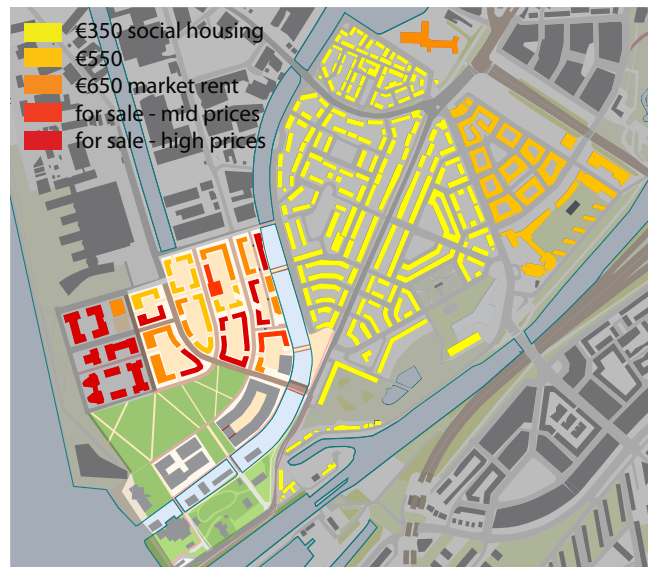 €350 social housing
€550
€650 market rent
for sale - mid prices
for sale - high prices